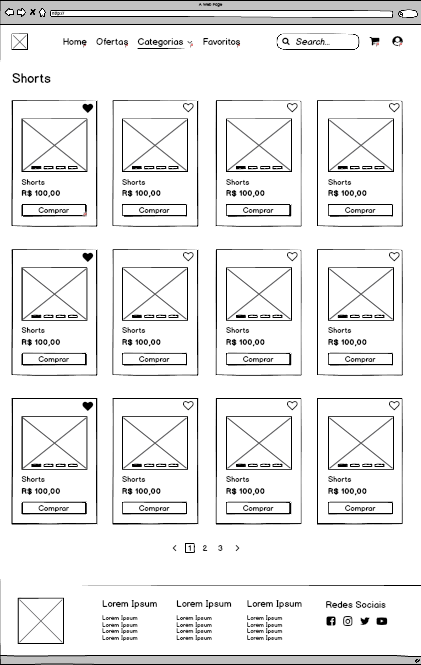 A Web Page
http://
Home Ofertas Categorias Favoritos Search...
Shorts
Shorts Shorts Shorts Shorts
R$ 100,00 R$ 100,00 R$ 100,00 R$ 100,00
Comprar Comprar Comprar Comprar
Shorts Shorts Shorts Shorts
R$ 100,00 R$ 100,00 R$ 100,00 R$ 100,00
Comprar Comprar Comprar Comprar
Shorts Shorts Shorts Shorts
R$ 100,00 R$ 100,00 R$ 100,00 R$ 100,00
Comprar Comprar Comprar Comprar
1 2 3
Lorem Ipsum Lorem Ipsum Lorem Ipsum Redes Sociais
Lorem Ipsum Lorem Ipsum Lorem Ipsum
Lorem Ipsum Lorem Ipsum Lorem Ipsum
Lorem Ipsum Lorem Ipsum Lorem Ipsum
Lorem Ipsum Lorem Ipsum Lorem Ipsum